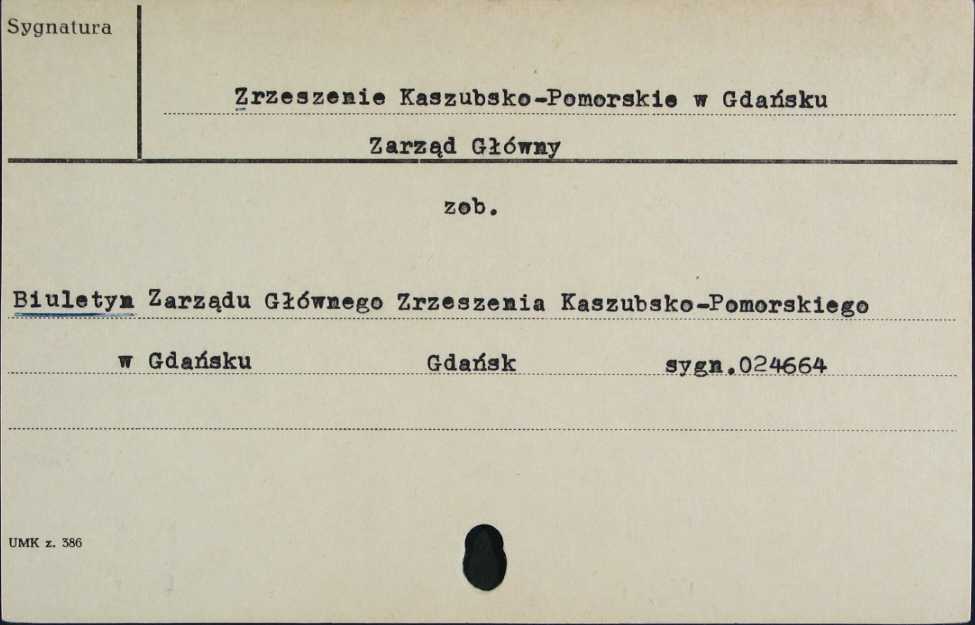 Sygnatura
Zrzeszenie Kaszubsko-Pomorskie w Gdańsku
Zarząd Główny
zob.
Biuletyn Zarządu Głównego Zrzeszenia Kaszubsko-Pomorskiego
w Gdańsku Gdańsk sygn.024664
UMK z. 386